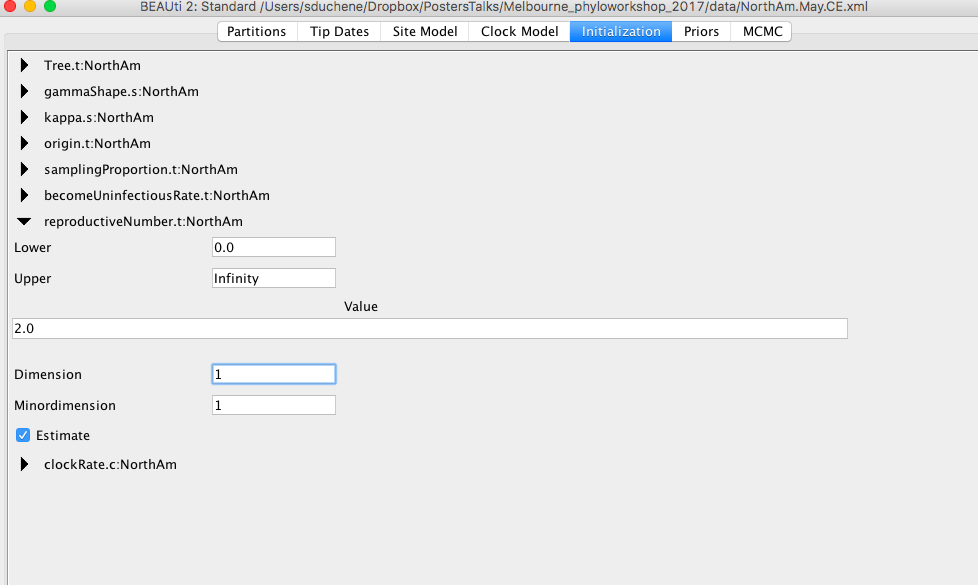 BEAUti 2: Standard /Users/sduchene/Dropbox/PostersTalks/Melbourne_phyloworkshop_2017/data/NorthAm.May.CE.xml
Partitions Tip Dates Site Model Clock Model Initialization Priors MCMC
Tree.t:NorthAm
gammaShape.s:NorthAm
kappa.s:NorthAm
origin.t:NorthAm
samplingProportion.t:NorthAm
becomeUninfectiousRate.t:NorthAm
reproductiveNumber.t:NorthAm
Lower 0.0
Upper Infinity
Value
2.0
Dimension 1
Minordimension 1
Estimate
clockRate.c:NorthAm